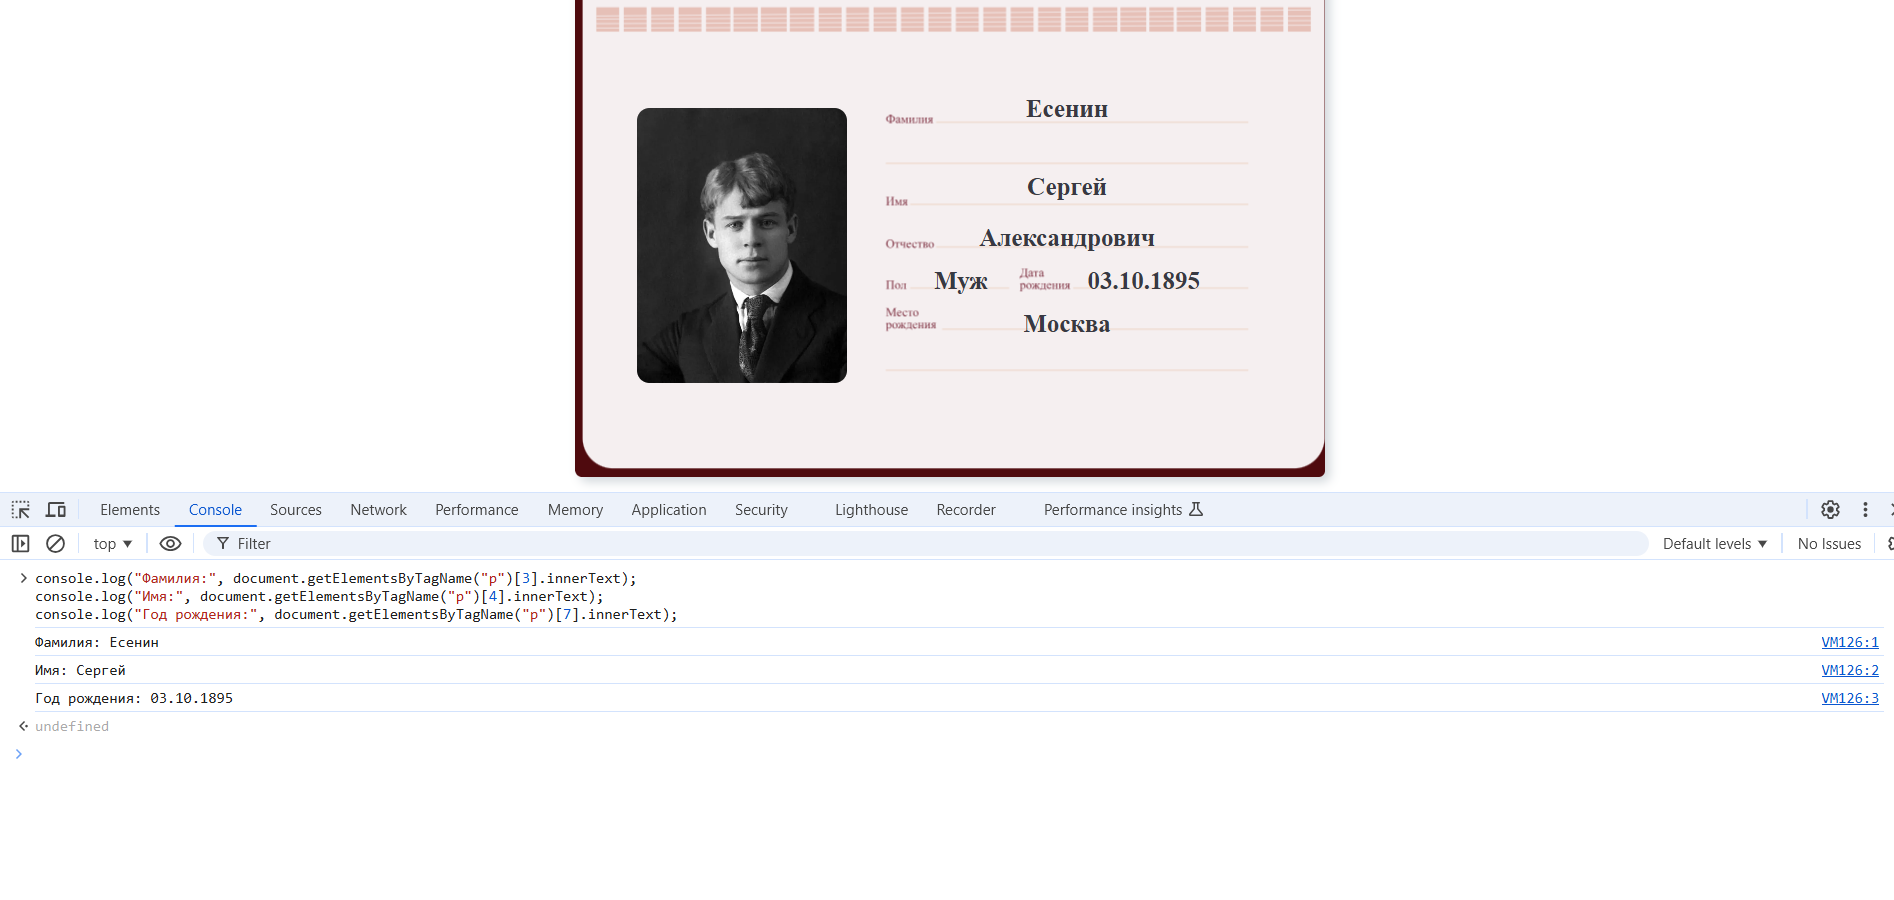 Фамилия Есенин
Имя Сергей
Отчество Александрович
Пол Муж Дата рождения 03.10.1895
Место рождения Москва
Elements Console Sources Network Performance Memory Application Security Lighthouse Recorder Performance insights
top Filter Default levels No Issues
console.log("Фамилия:", document.getElementsByTagName("p")[3].innerText);
console.log("Имя:", document.getElementsByTagName("p")[4].innerText);
console.log("Год рождения:", document.getElementsByTagName("p")[7].innerText);
Фамилия: Есенин VM126:1
Имя: Сергей VM126:2
Год рождения: 03.10.1895 VM126:3
undefined